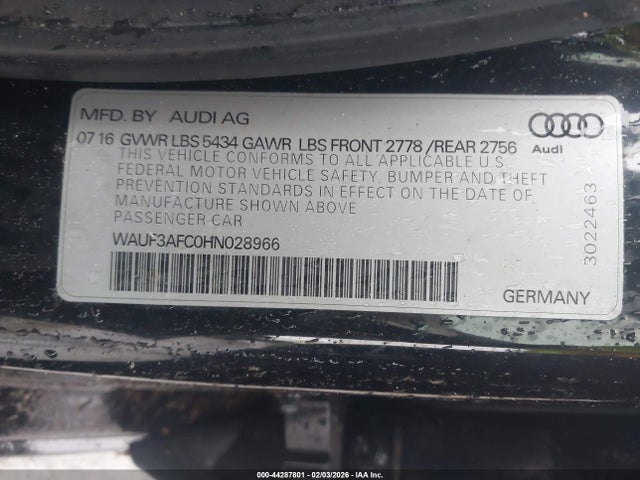 MFD. BY AUDI AG
07 16 GVWR LBS 5434 GAWR LBS FRONT 2778 /REAR 2756
THIS VEHICLE CONFORMS TO ALL APPLICABLE U.S.
FEDERAL MOTOR VEHICLE SAFETY, BUMPER AND THEFT
PREVENTION STANDARDS IN EFFECT ON THE DATE OF
MANUFACTURE SHOWN ABOVE.
PASSENGER CAR
WAUF3AFC0HN028966
Audi
3022463
GERMANY
000-44287801 - 02/03/2026 - IAA Inc.